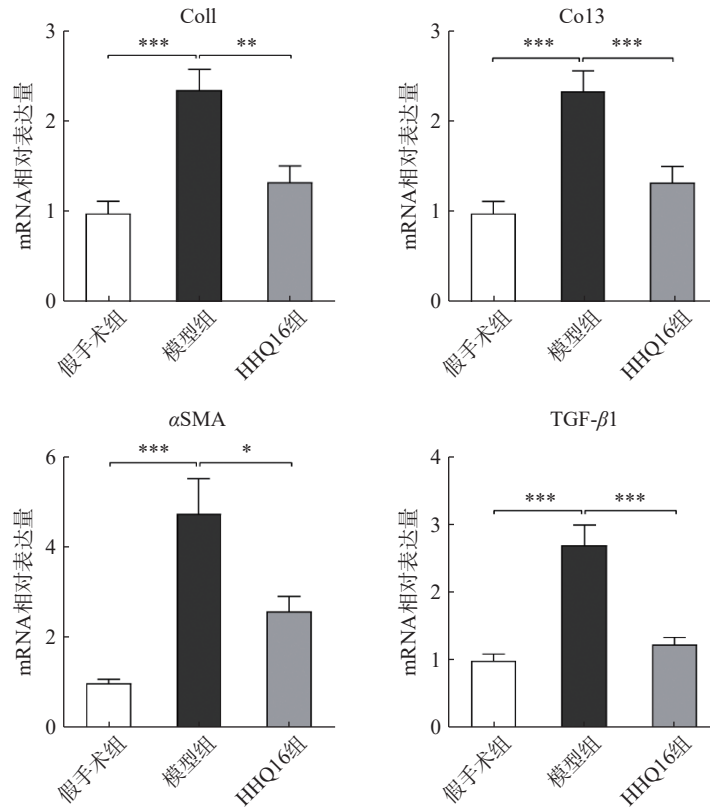 Coll
3
2
1
0
mRNA相对表达量
***
**
假手术组
模型组
HHQ16组
Co13
3
2
1
0
mRNA相对表达量
***
***
假手术组
模型组
HHQ16组
αSMA
6
4
2
0
mRNA相对表达量
***
*
假手术组
模型组
HHQ16组
TGF-β1
4
3
2
1
0
mRNA相对表达量
***
***
假手术组
模型组
HHQ16组